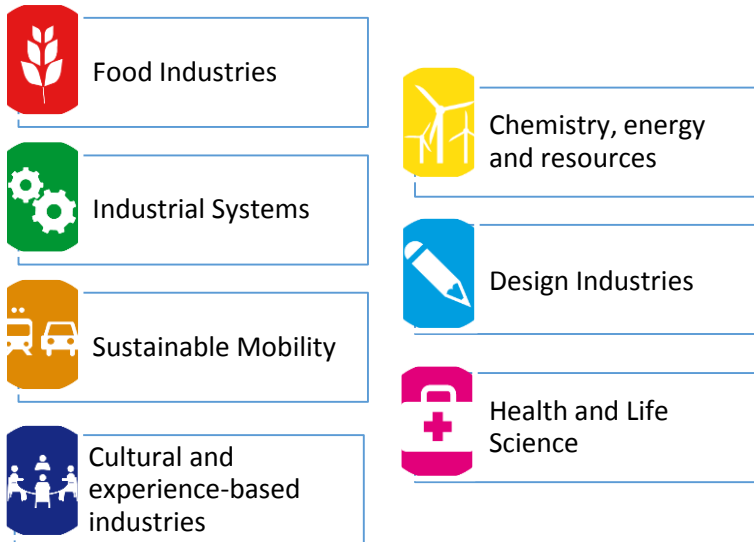 Food Industries
Industrial Systems
Sustainable Mobility
Cultural and
experience-based
industries
Chemistry, energy
and resources
Design Industries
Health and Life
Science